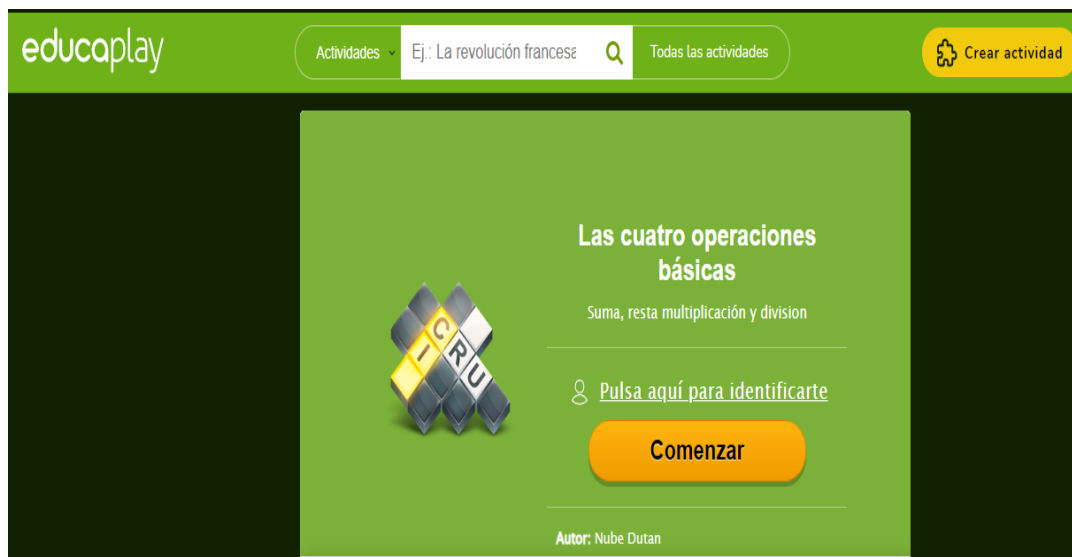 educaplay
Actividades
Ej.: La revolución francesa
Todas las actividades
Crear actividad
Las cuatro operaciones
básicas
Suma, resta multiplicación y division
C
I R
U
Pulsa aquí para identificarte
Comenzar
Autor: Nube Dutan